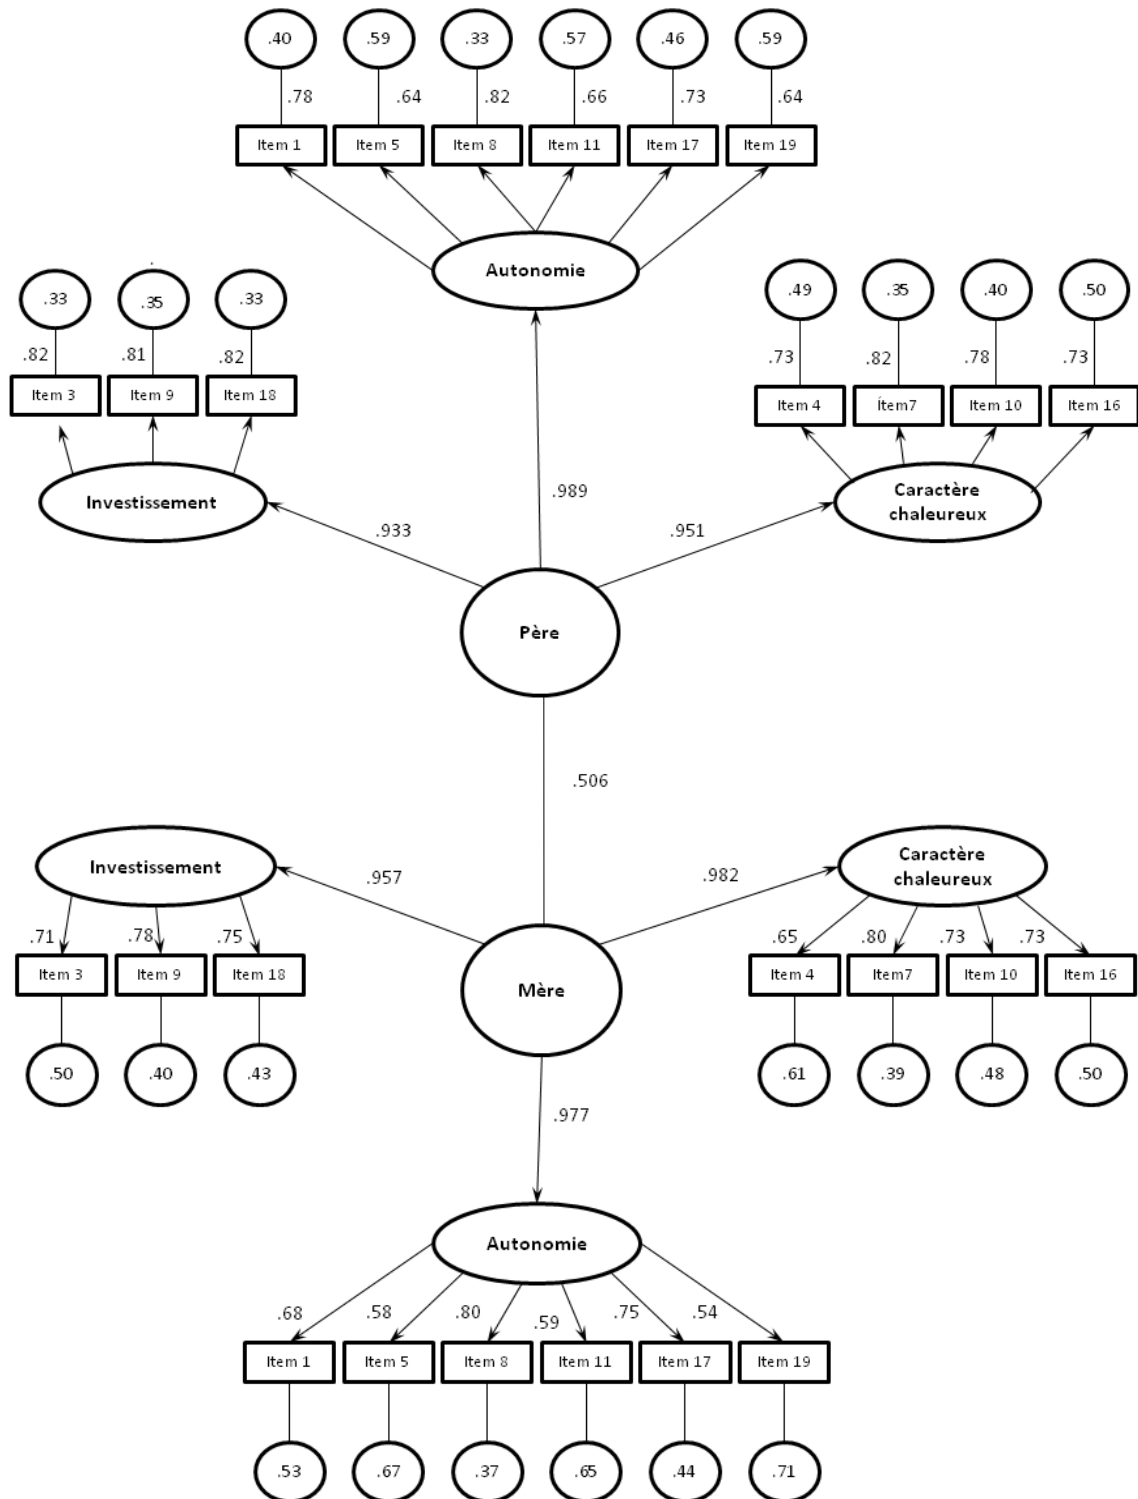 .40 .59 .33 .57 .46 .59
.78 .64 .82 .66 .73 .64
Item 1 Item 5 Item 8 Item 11 Item 17 Item 19
Autonomie
.33 .35 .33
.82 .81 .82
Item 3 Item 9 Item 18
Investissement
.49 .35 .40 .50
.73 .82 .78 .73
Item 4 Ítem7 Item 10 Item 16
Caractère
chaleureux
.989
.933 .951
Père
.506
Investissement
.957
.71 .78 .75
Item 3 Item 9 Item 18
.50 .40 .43
Caractère
chaleureux
.982
.65 .80 .73 .73
Item 4 Item7 Item 10 Item 16
.61 .39 .48 .50
Mère
.977
Autonomie
.68 .58 .80 .59 .75 .54
Item 1 Item 5 Item 8 Item 11 Item 17 Item 19
.53 .67 .37 .65 .44 .71